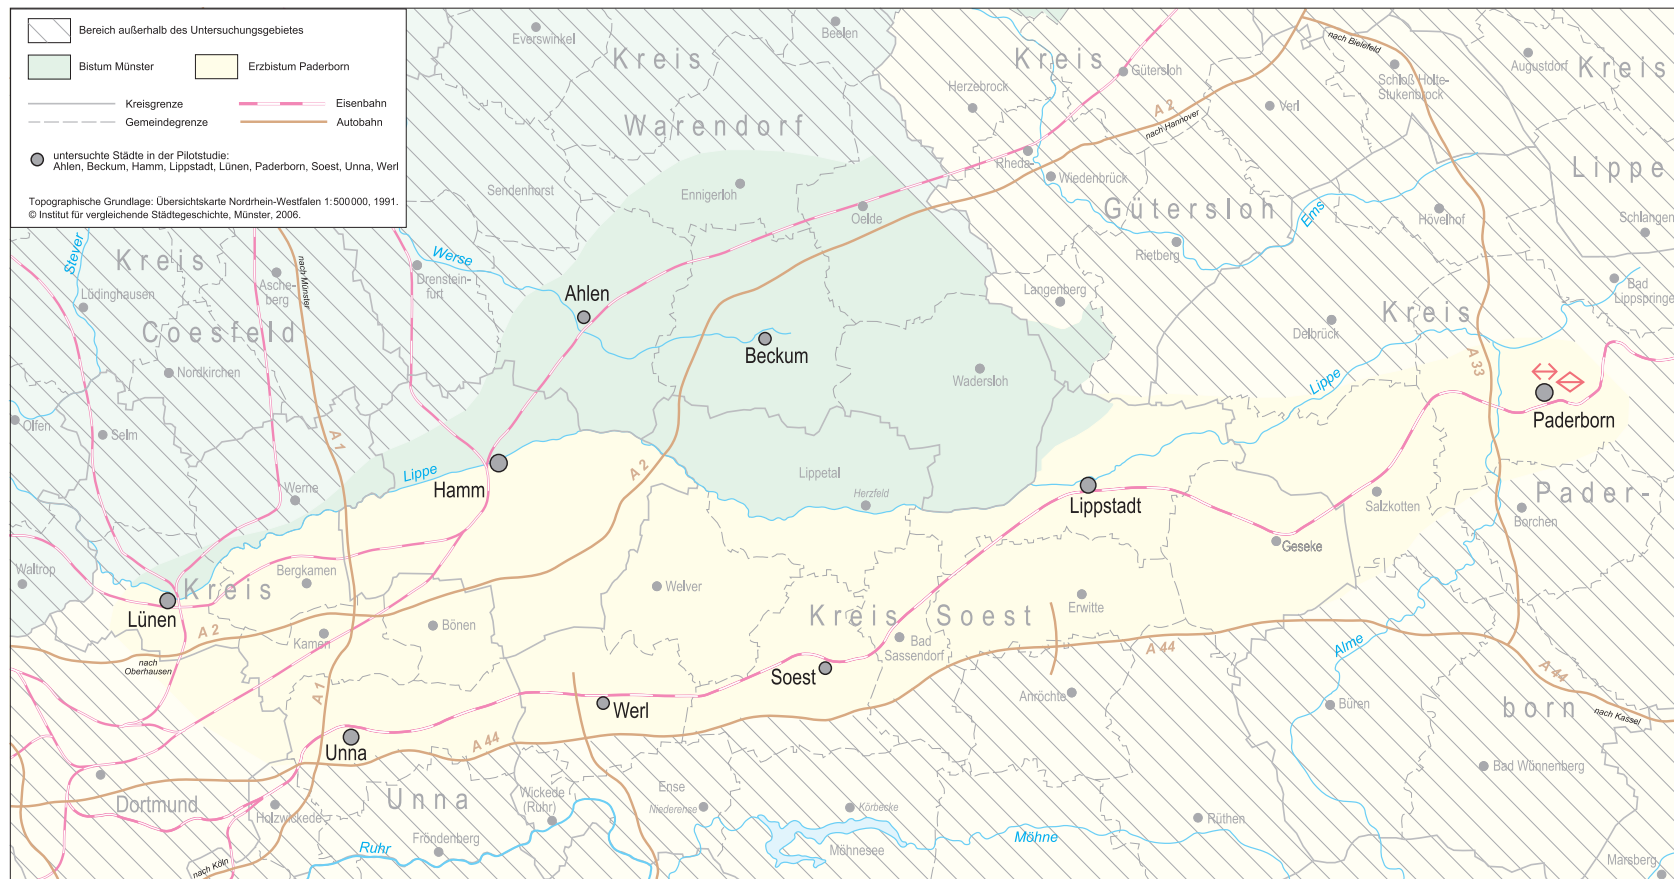 Bereich außerhalb des Untersuchungsgebietes
Bistum Münster
Erzbistum Paderborn
Kreisgrenze
Eisenbahn
Gemeindegrenze
Autobahn
untersuchte Städte in der Pilotstudie:
Ahlen, Beckum, Hamm, Lippstadt, Lünen, Paderborn, Soest, Unna, Werl
Topographische Grundlage: Übersichtskarte Nordrhein-Westfalen 1:500000, 1991.
© Institut für vergleichende Städtegeschichte, Münster, 2006.
Everswinkel
Beelen
Kreis
Warendorf
Sendenhorst
Ennigerloh
Oelde
Herzebrock
Kreis
Gütersloh
A 2
nach Hannover
nach Bielefeld
Verl
Schloß Holte-
Stukenbrock
Augustdorf
Kreis
Lippe
Rheda-
Wiedenbrück
Gütersloh
Rietberg
Ems
Hövelhof
Schlangen
Bad
Lippspringe
Stever
Kreis
Coesfeld
Lüdinghausen
Asche-
berg
nach Münster
Drenstein-
furt
Werse
Ahlen
Beckum
Langenberg
Wadersloh
Delbrück
Kreis
Lippe
A 33
Paderborn
Nordkirchen
Olfen
Selm
A 1
Werne
Lippe
Hamm
A 2
Lippetal
Herzfeld
Lippstadt
Salzkotten
Geseke
Pader-
Borchen
Waltrop
Kreis
Lünen
Bergkamen
A 2
nach
Oberhausen
Kamen
Bönen
Welver
Kreis Soest
Erwitte
Bad
Sassendorf
Soest
A 44
Alme
A 44
nach Kassel
A 1
Unna
A 44
Werl
Anröchte
Büren
born
Bad Wünnenberg
Dortmund
Unna
Holzwickede
Wickede
(Ruhr)
Ense
Niederense
Körbecke
Möhne
Rüthen
nach Köln
Ruhr
Fröndenberg
Möhnesee
Marsberg